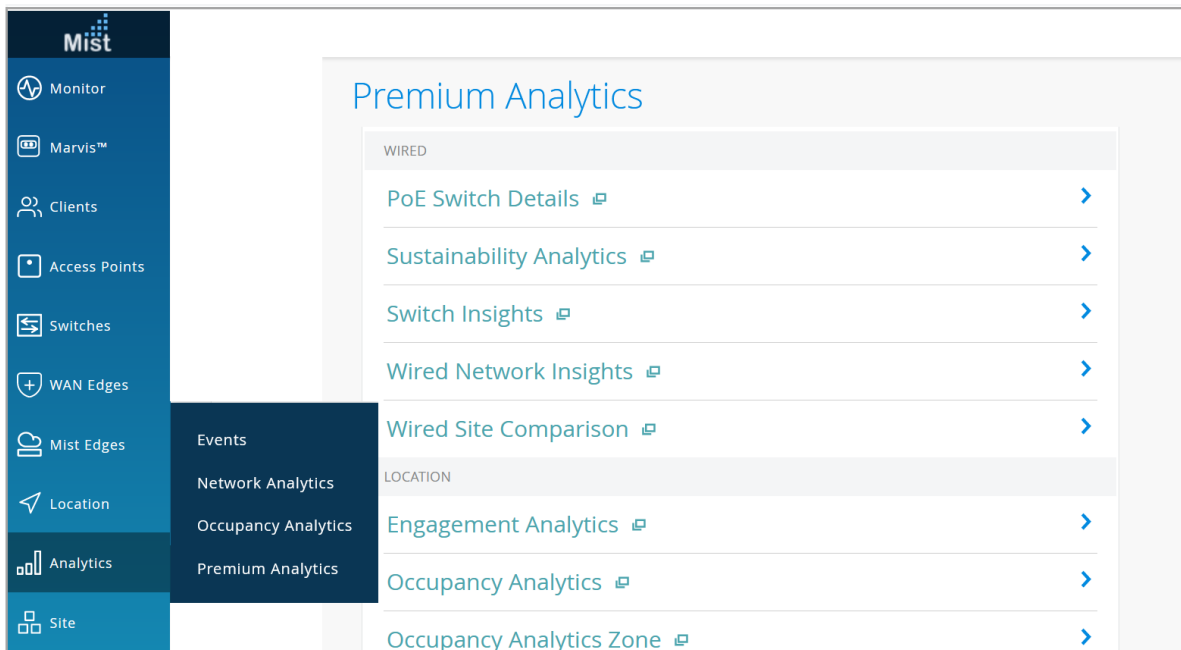 Mist
Monitor
Marvis™
Clients
Access Points
Switches
WAN Edges
Mist Edges
Location
Analytics
Site
Events
Network Analytics
Occupancy Analytics
Premium Analytics
Premium Analytics
WIRED
PoE Switch Details
Sustainability Analytics
Switch Insights
Wired Network Insights
Wired Site Comparison
LOCATION
Engagement Analytics
Occupancy Analytics
Occupancy Analytics Zone